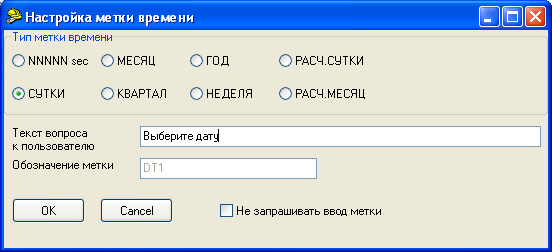 Настройка метки времени
Тип метки времени
NNNNN sec МЕСЯЦ ГОД РАСЧ.СУТКИ
СУТКИ КВАРТАЛ НЕДЕЛЯ РАСЧ.МЕСЯЦ
Текст вопроса
к пользователю
Выберите дату
Обозначение метки DT1
OK Cancel Не запрашивать ввод метки